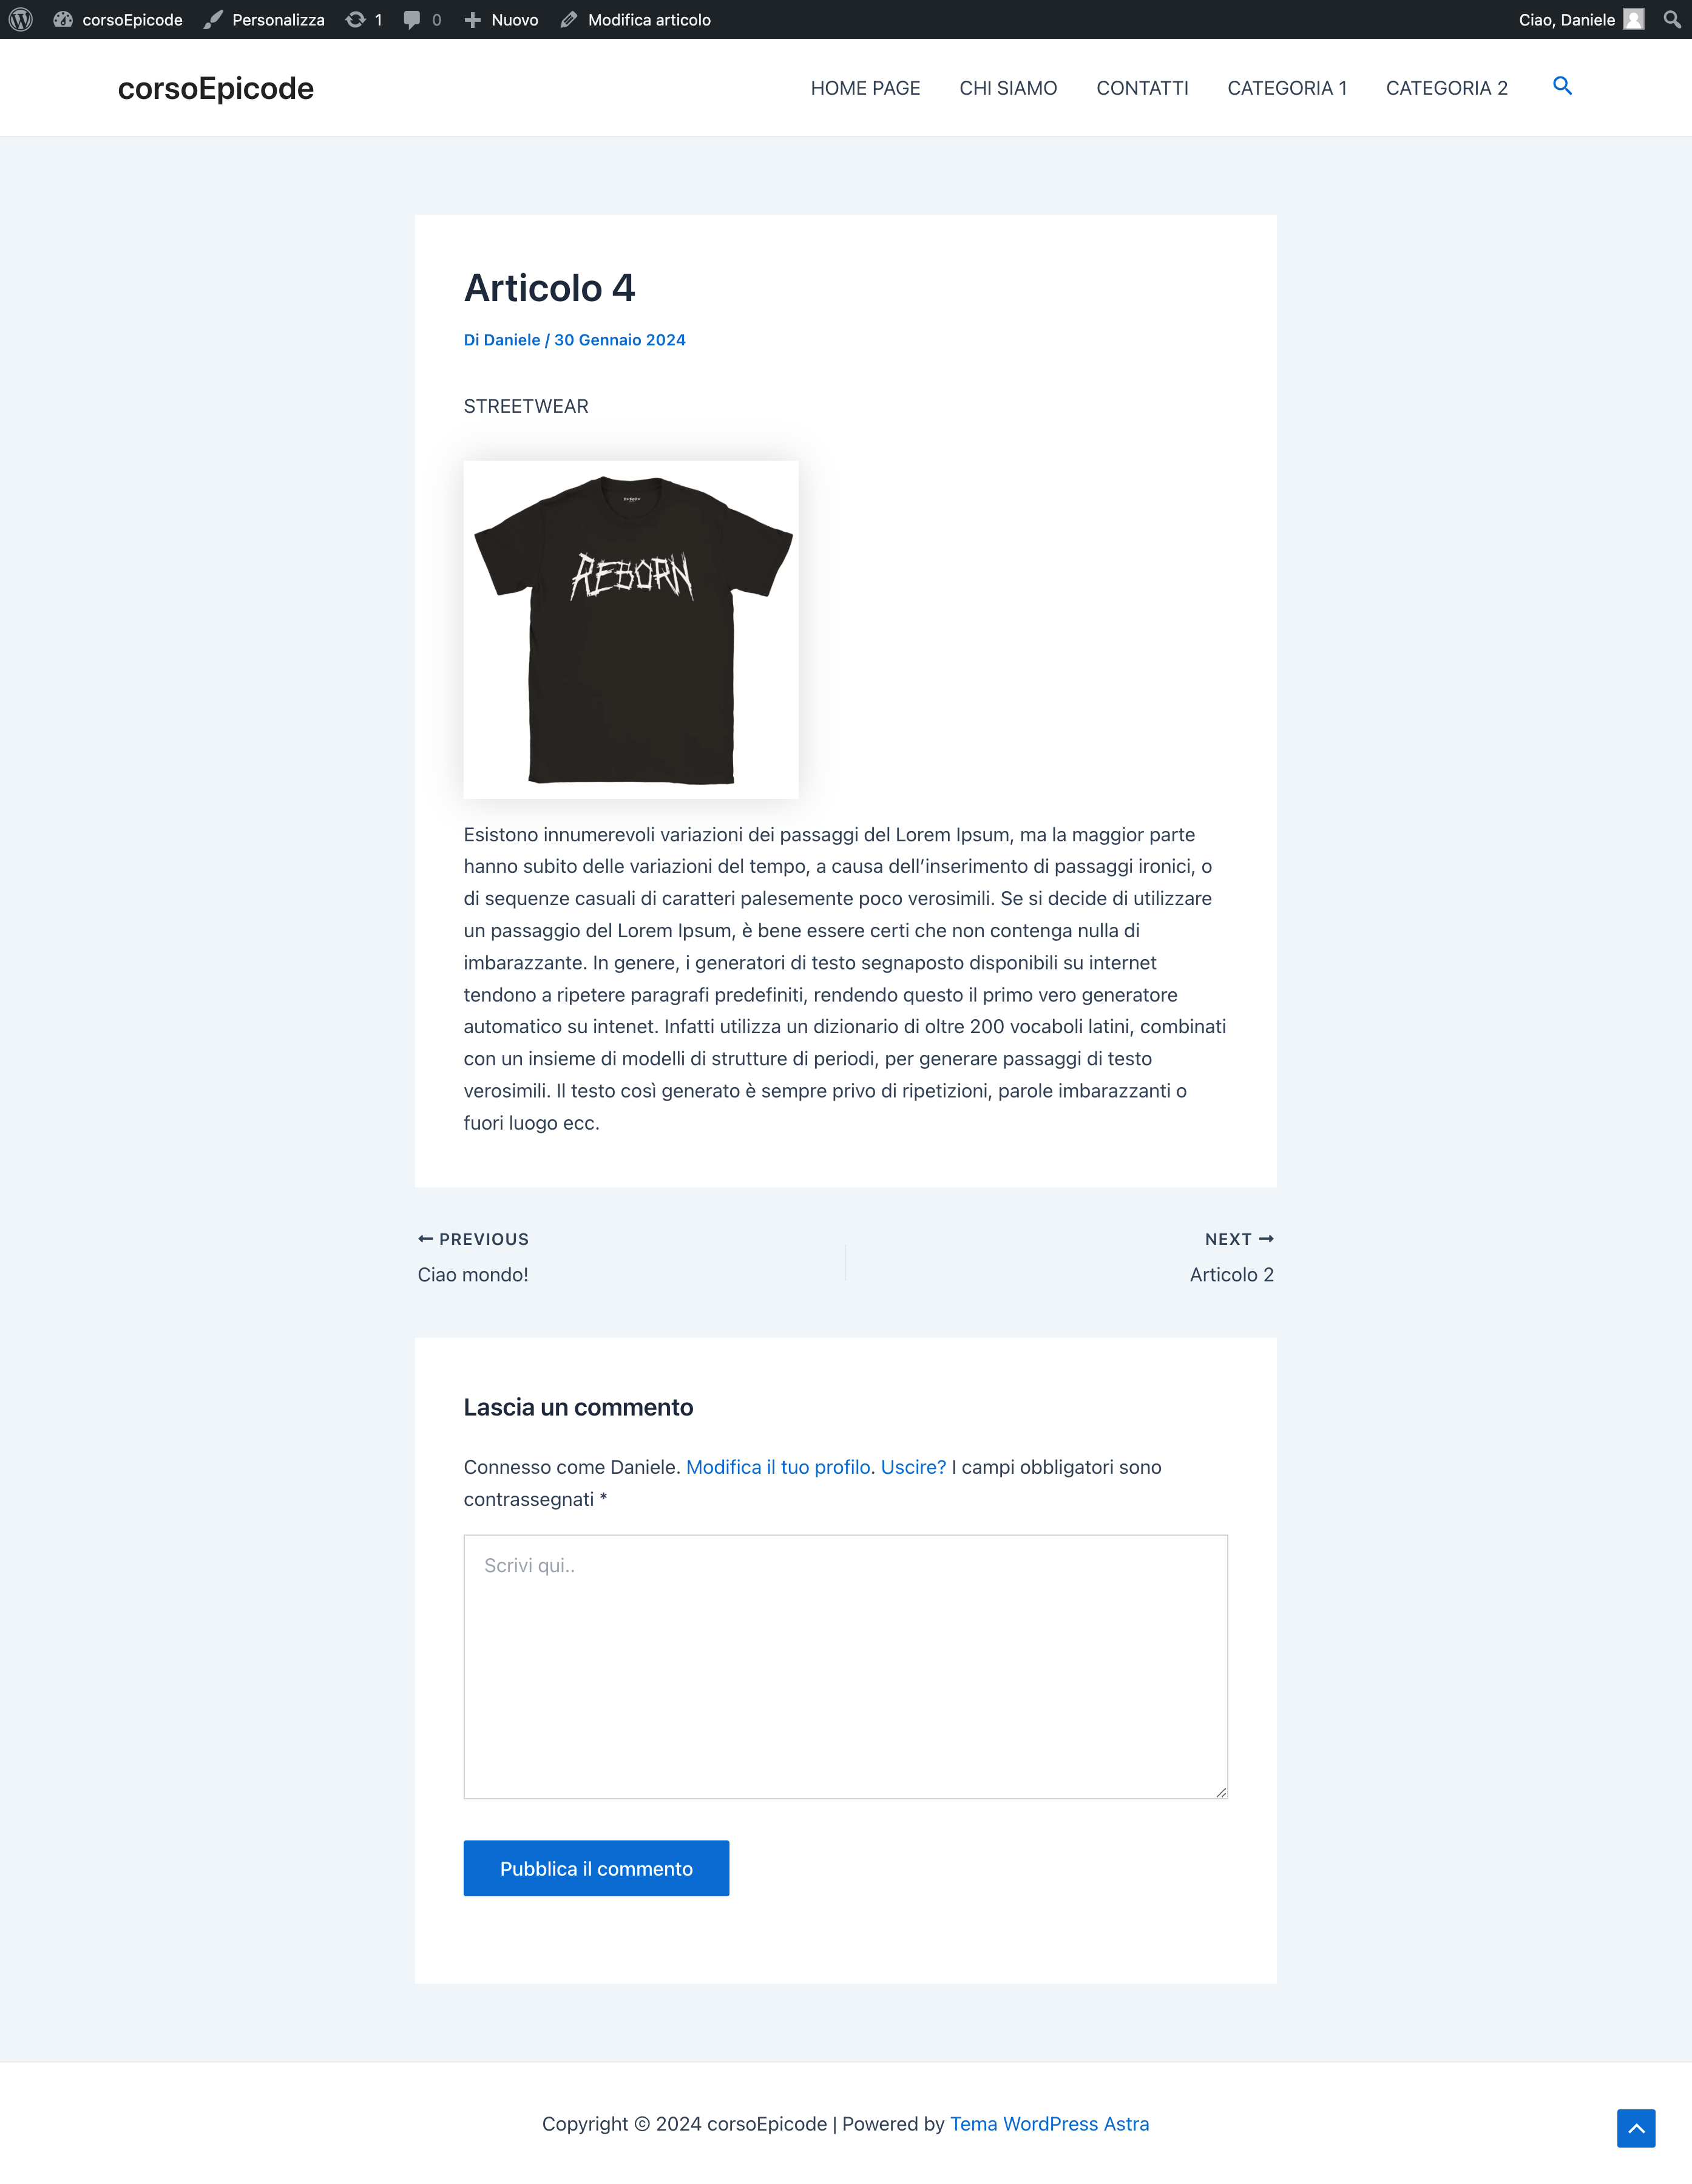 corsoEpicode Personalizza 1 0 Nuovo Modifica articolo Ciao, Daniele
corsoEpicode
HOME PAGE CHI SIAMO CONTATTI CATEGORIA 1 CATEGORIA 2
Articolo 4
Di Daniele / 30 Gennaio 2024
STREETWEAR
REBORN
Esistono innumerevoli variazioni dei passaggi del Lorem Ipsum, ma la maggior parte
hanno subito delle variazioni del tempo, a causa dell’inserimento di passaggi ironici, o
di sequenze casuali di caratteri palesemente poco verosimili. Se si decide di utilizzare
un passaggio del Lorem Ipsum, è bene essere certi che non contenga nulla di
imbarazzante. In genere, i generatori di testo segnaposto disponibili su internet
tendono a ripetere paragrafi predefiniti, rendendo questo il primo vero generatore
automatico su intenet. Infatti utilizza un dizionario di oltre 200 vocaboli latini, combinati
con un insieme di modelli di strutture di periodi, per generare passaggi di testo
verosimili. Il testo così generato è sempre privo di ripetizioni, parole imbarazzanti o
fuori luogo ecc.
← PREVIOUS
Ciao mondo!
NEXT →
Articolo 2
Lascia un commento
Connesso come Daniele. Modifica il tuo profilo. Uscire? I campi obbligatori sono
contrassegnati *
Scrivi qui..
Pubblica il commento
Copyright © 2024 corsoEpicode | Powered by Tema WordPress Astra